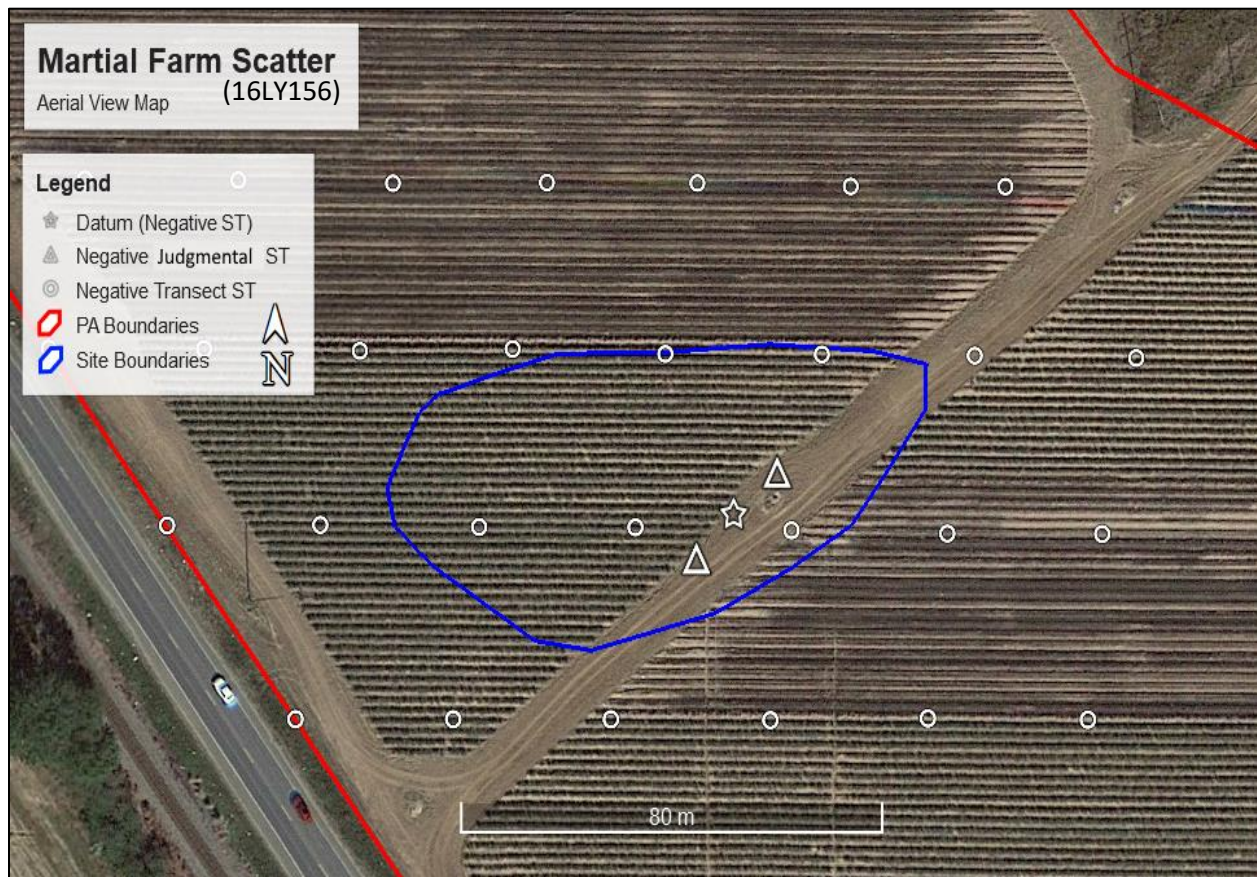 Martial Farm Scatter
(16LY156)
Aerial View Map
Legend
Datum (Negative ST)
Negative Judgmental ST
Negative Transect ST
PA Boundaries
Site Boundaries
N
80 m